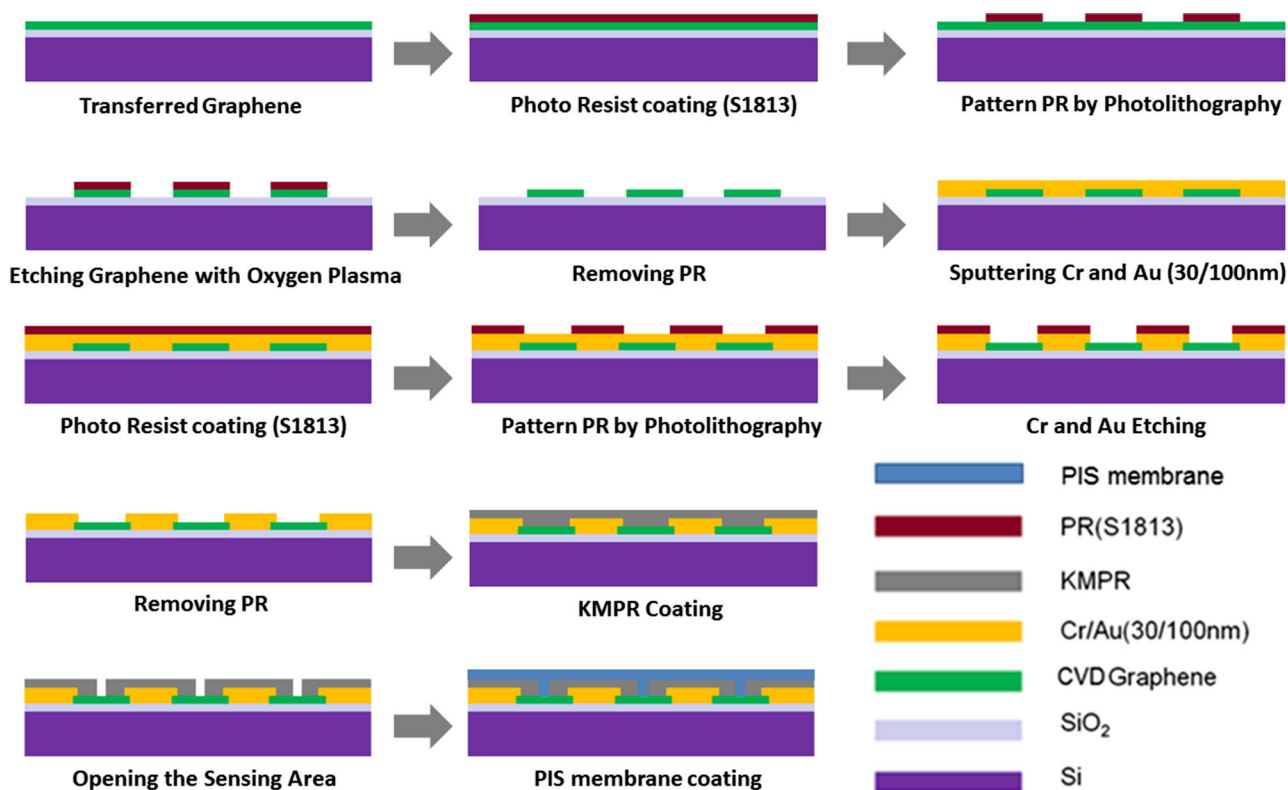 Transferred Graphene
Photo Resist coating (S1813)
Pattern PR by Photolithography
Etching Graphene with Oxygen Plasma
Removing PR
Sputtering Cr and Au (30/100nm)
Photo Resist coating (S1813)
Pattern PR by Photolithography
Cr and Au Etching
Removing PR
KMPR Coating
Opening the Sensing Area
PIS membrane coating
PIS membrane
PR(S1813)
KMPR
Cr/Au(30/100nm)
CVD Graphene
SiO₂
Si